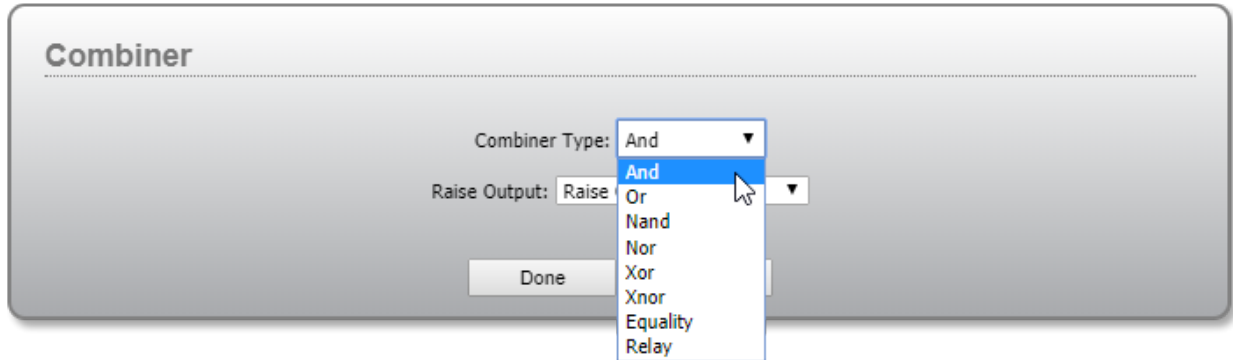 Combiner
Combiner Type: And
And
Raise Output: Raise
Or
Nand
Nor
Xor
Done
Xnor
Equality
Relay